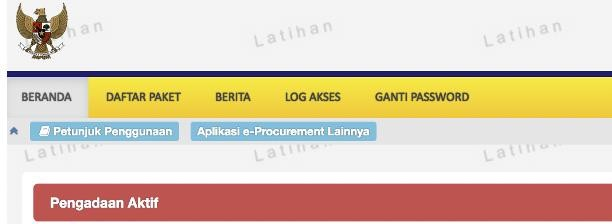 Latihan Latihan Latihan
BERANDA DAFTAR PAKET BERITA LOG AKSES GANTI PASSWORD
Petunjuk Penggunaan Aplikasi e-Procurement Lainnya
Latihan Latihan Latihan
Pengadaan Aktif